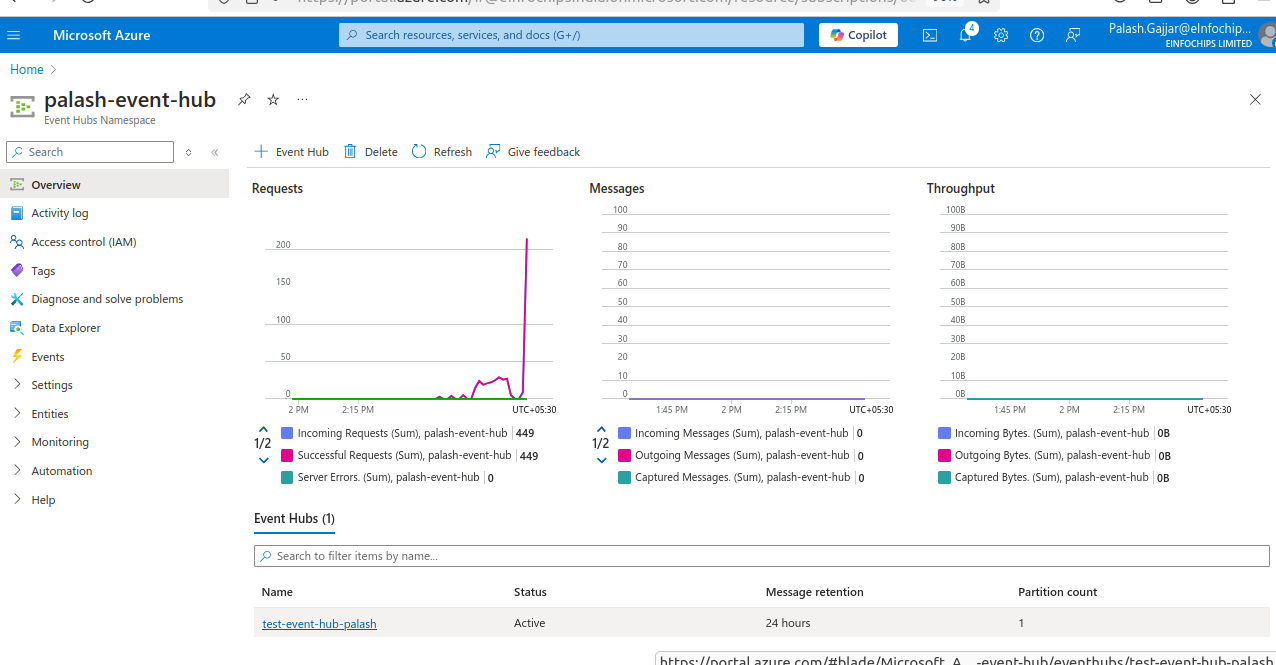 Microsoft Azure
Search resources, services, and docs (G+/)
Copilot
4
Palash.Gajjar@eInfochip...
EINFOCHIPS LIMITED
Home
palash-event-hub
...
Event Hubs Namespace
Search
Overview
Activity log
Access control (IAM)
Tags
Diagnose and solve problems
Data Explorer
Events
Settings
Entities
Monitoring
Automation
Help
Event Hub
Delete
Refresh
Give feedback
Requests
200
150
100
50
0
2 PM 2:15 PM UTC+05:30
1/2
Incoming Requests (Sum), palash-event-hub 449
Successful Requests (Sum), palash-event-hub 449
Server Errors. (Sum), palash-event-hub 0
Messages
100
90
80
70
60
50
40
30
20
10
0
1:45 PM 2 PM 2:15 PM UTC+05:30
1/2
Incoming Messages (Sum), palash-event-hub 0
Outgoing Messages (Sum), palash-event-hub 0
Captured Messages. (Sum), palash-event-hub 0
Throughput
100B
90B
80B
70B
60B
50B
40B
30B
20B
10B
0B
1:45 PM 2 PM 2:15 PM UTC+05:30
Incoming Bytes. (Sum), palash-event-hub 0B
Outgoing Bytes. (Sum), palash-event-hub 0B
Captured Bytes. (Sum), palash-event-hub 0B
Event Hubs (1)
Search to filter items by name...
Name Status Message retention Partition count
test-event-hub-palash Active 24 hours 1
https://portal.azure.com/#blade/Microsoft_A...-event-hub/eventhubs/test-event-hub-palash